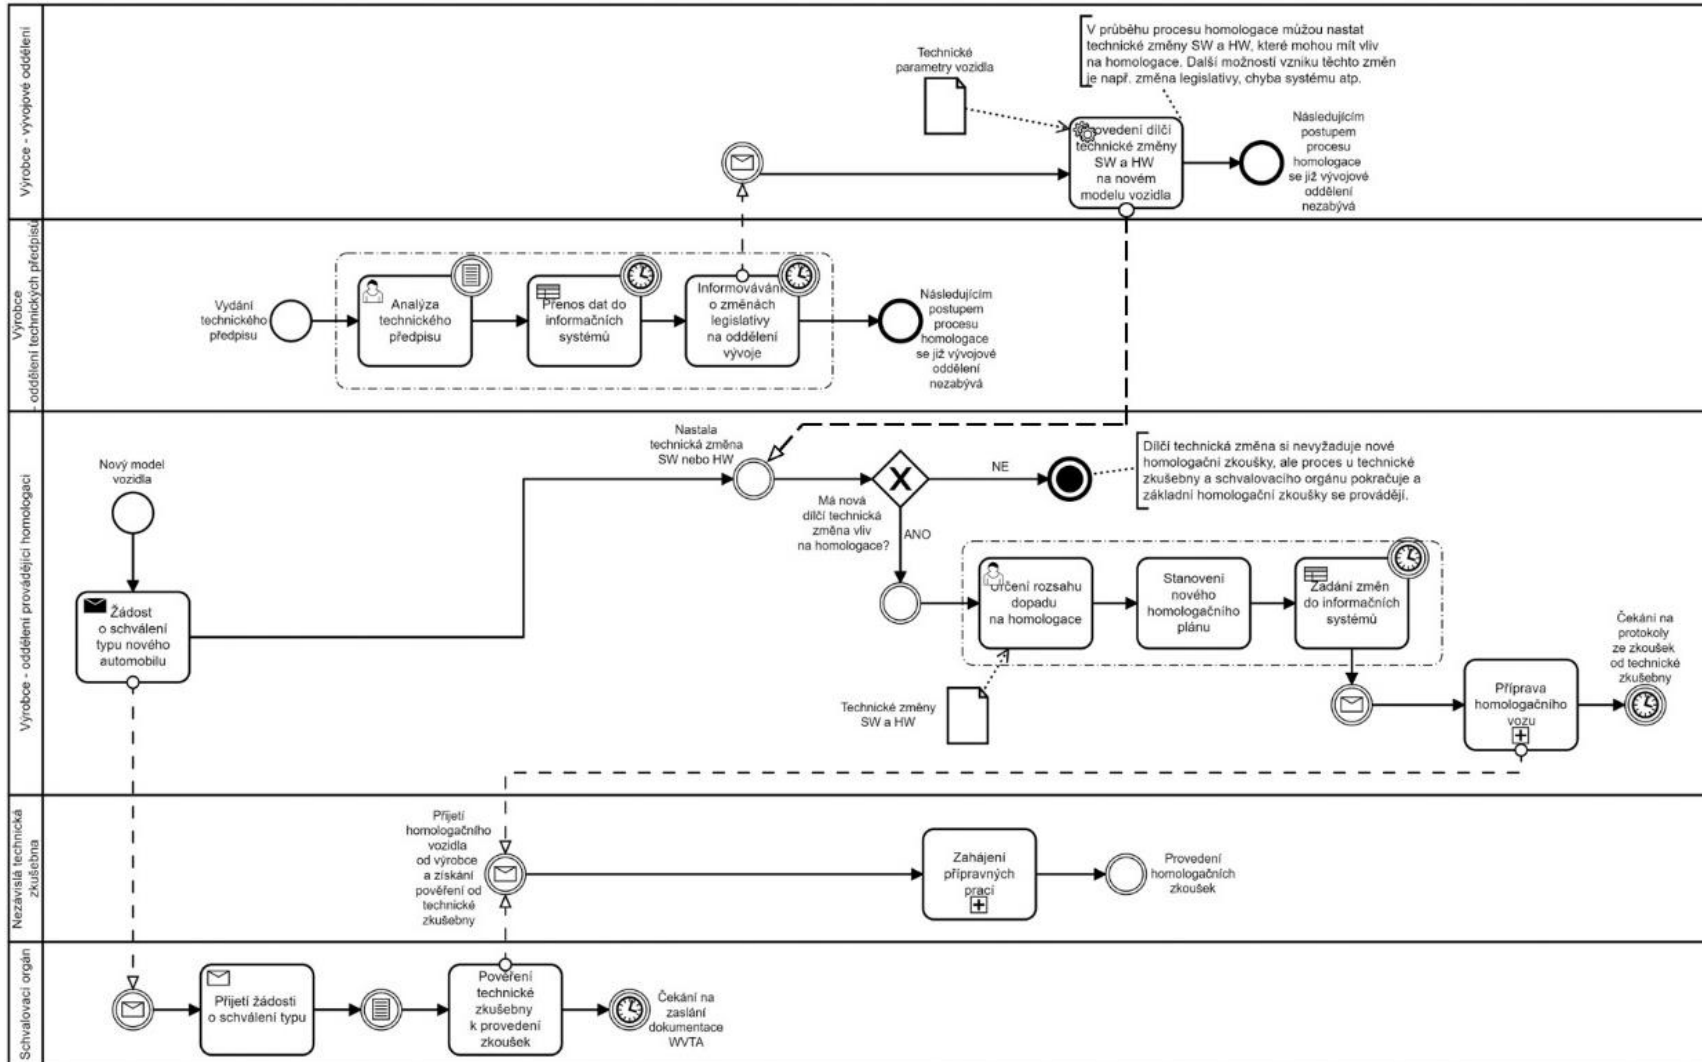 Výrobce - vývojové oddělení
Technické
parametry vozidla
V průběhu procesu homologace můžou nastat
technické změny SW a HW, které mohou mít vliv
na homologace. Další možností vzniku těchto změn
je např. změna legislativy, chyba systému atp.
ovedení dílčí
technické změny
SW a HW
na novém
modelu vozidla
Následujícím
postupem
procesu
homologace
se již vývojové
oddělení
nezabývá
Výrobce
- oddělení technických předpisů
Vydání
technického
předpisu
Analýza
technického
předpisu
Přenos dat do
informačních
systémů
Informovávání
o změnách
legislativy
na oddělení
vývoje
Následujícím
postupem
procesu
homologace
se již vývojové
oddělení
nezabývá
Výrobce - oddělení provádějící homologaci
Nový model
vozidla
Žádost
o schválení
typu nového
automobilu
Nastala
technická změna
SW nebo HW
Má nová
dílčí technická
změna vliv
na homologace?
NE
ANO
Dílčí technická změna si nevyžaduje nové
homologační zkoušky, ale proces u technické
zkušebny a schvalovacího orgánu pokračuje a
základní homologační zkoušky se provádějí.
Určení rozsahu
dopadu
na homologace
Stanovení
nového
homologačního
plánu
Zadání změn
do informačních
systémů
Technické změny
SW a HW
Příprava
homologačního
vozu
Čekání na
protokoly
ze zkoušek
od technické
zkušebny
Nezávislá technická
zkušebna
Přijetí
homologačního
vozidla
od výrobce
a získání
pověření od
technické
zkušebny
Zahájení
přípravných
prací
Provedení
homologačních
zkoušek
Schvalovací orgán
Přijetí žádosti
o schválení typu
Pověření
technické
zkušebny
k provedení
zkoušek
Čekání na
zaslání
dokumentace
WVTA